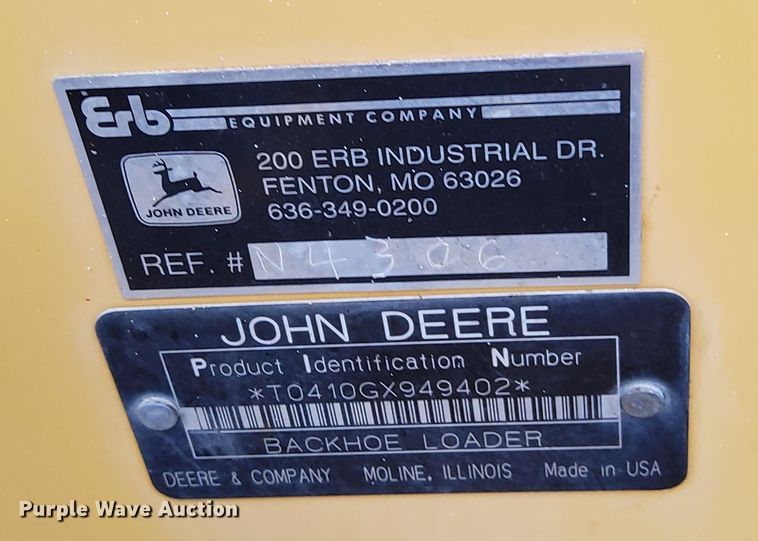 Erb
EQUIPMENT COMPANY
200 ERB INDUSTRIAL DR.
FENTON, MO 63026
636-349-0200
JOHN DEERE
REF. # N4306
JOHN DEERE
Product Identification Number
*T0410GX949402*
BACKHOE LOADER
DEERE & COMPANY MOLINE, ILLINOIS Made in USA
Purple Wave Auction